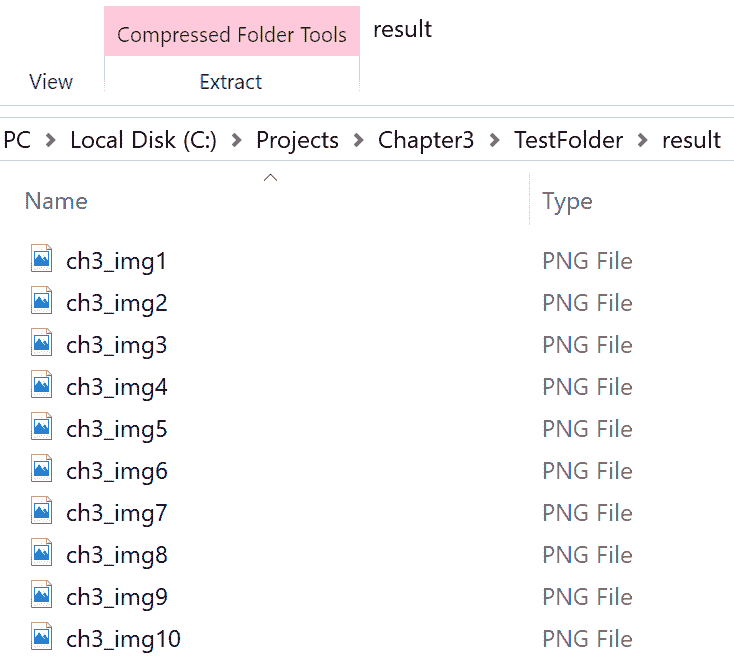 Compressed Folder Tools result
View Extract
PC > Local Disk (C:) > Projects > Chapter3 > TestFolder > result
Name Type
ch3_img1 PNG File
ch3_img2 PNG File
ch3_img3 PNG File
ch3_img4 PNG File
ch3_img5 PNG File
ch3_img6 PNG File
ch3_img7 PNG File
ch3_img8 PNG File
ch3_img9 PNG File
ch3_img10 PNG File